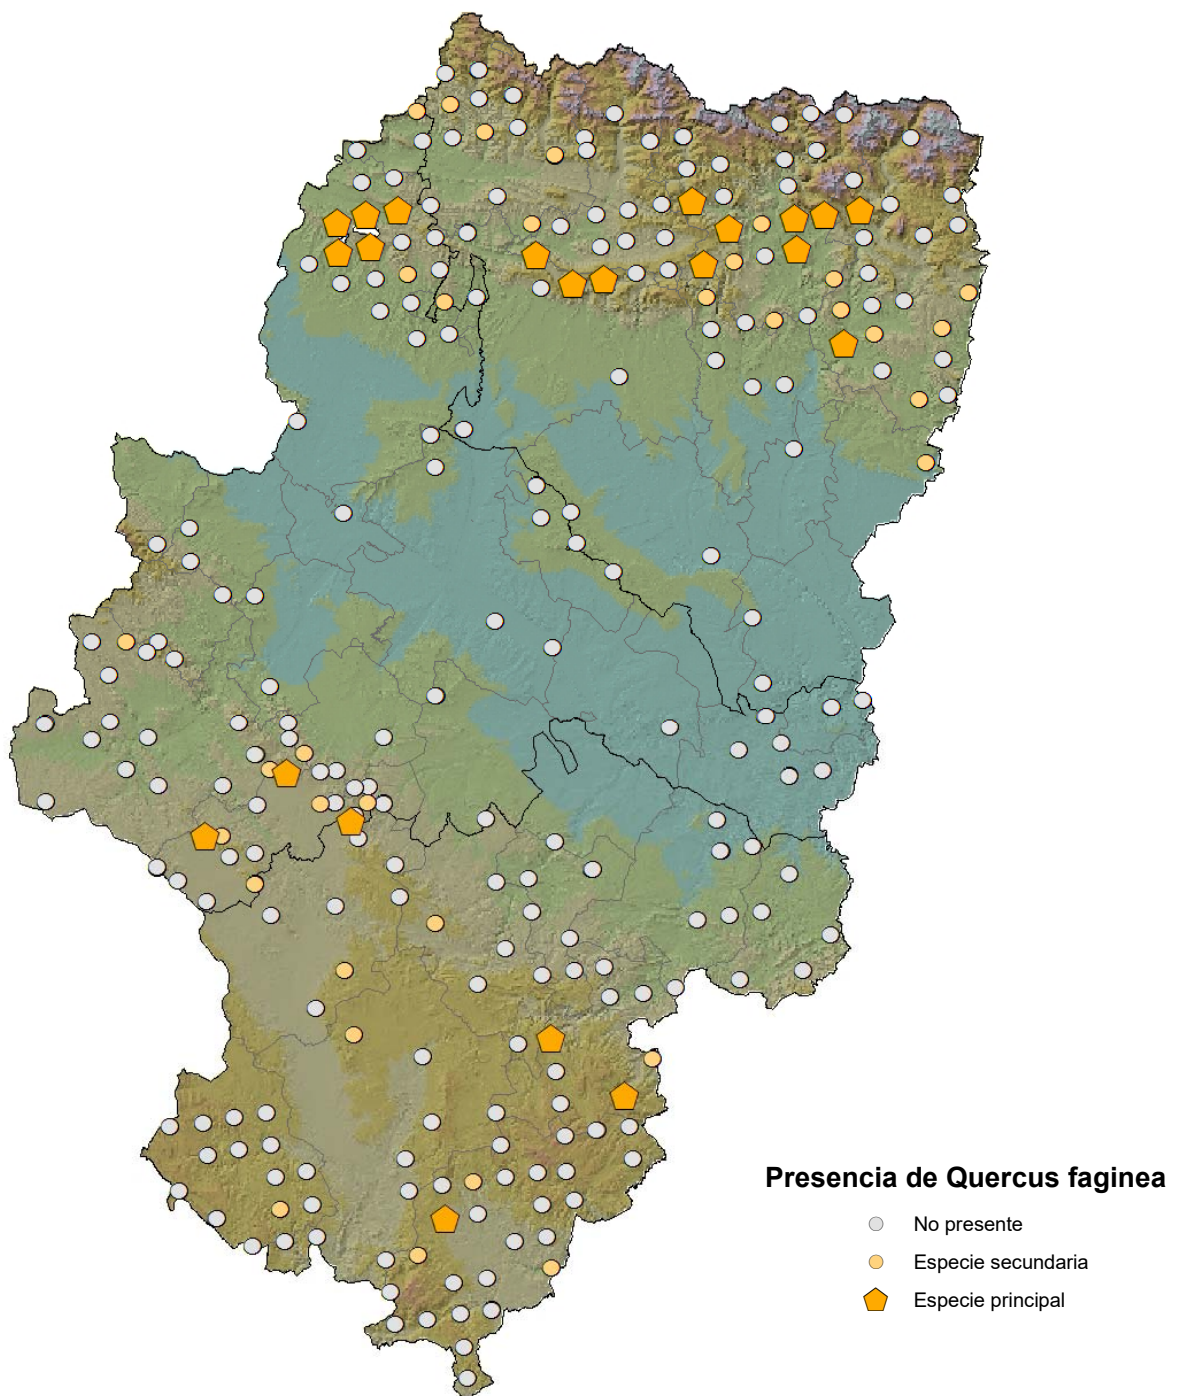 Presencia de Quercus faginea
No presente
Especie secundaria
Especie principal